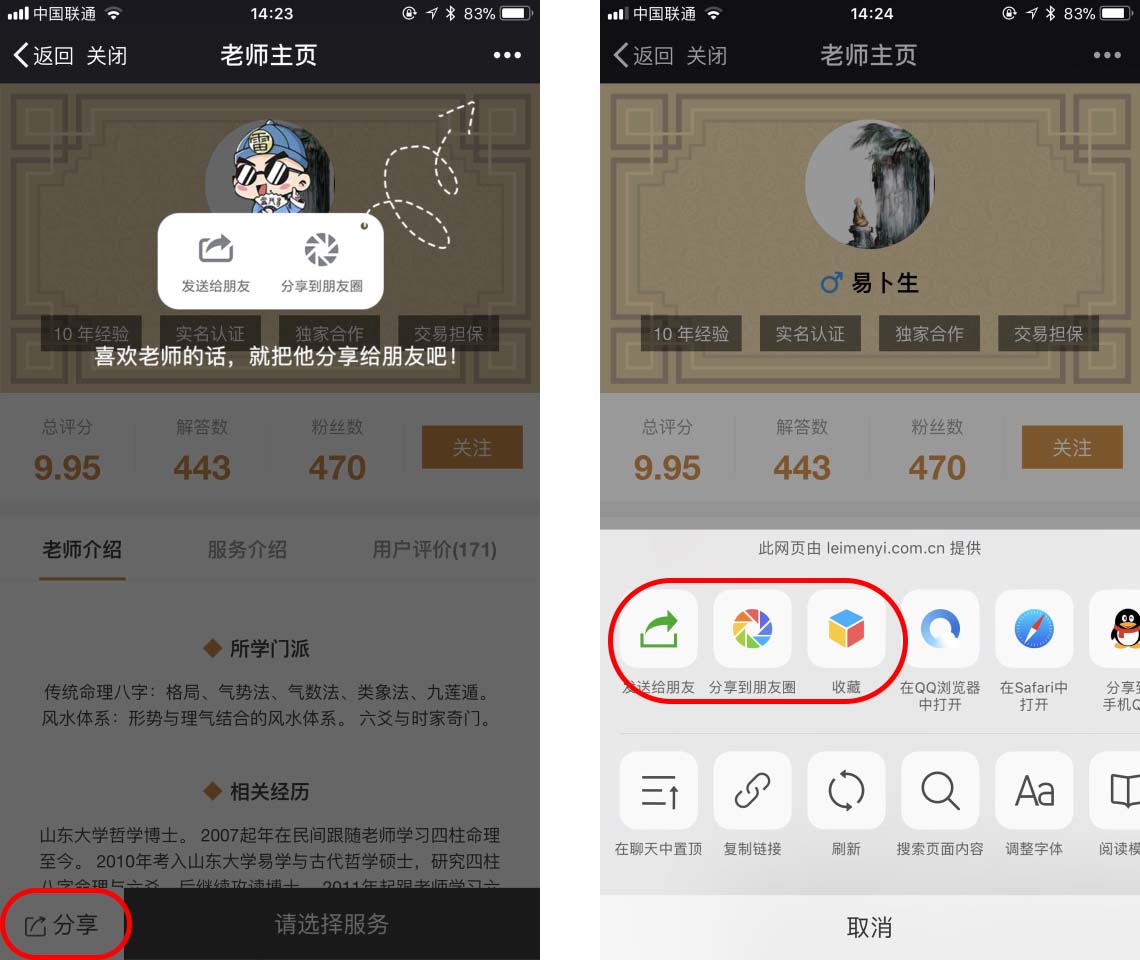 中国联通
14:23
83%
返回 关闭
老师主页
雷
发送给朋友
分享到朋友圈
10 年经验
实名认证
独家合作
交易担保
喜欢老师的话，就把他分享给朋友吧！
总评分
解答数
粉丝数
9.95
443
470
关注
老师介绍
服务介绍
用户评价(171)
所学门派
传统命理八字：格局、气势法、气数法、类象法、九莲遁。
风水体系：形势与理气结合的风水体系。 六爻与时家奇门。
相关经历
山东大学哲学博士。 2007起年在民间跟随老师学习四柱命理
至今。 2010年考入山东大学易学与古代哲学硕士，研究四柱
八字命理与六爻，后继续攻读博士。 2011年起跟老师学习六
分享
请选择服务
中国联通
14:24
83%
返回 关闭
老师主页
易卜生
10 年经验
实名认证
独家合作
交易担保
总评分
解答数
粉丝数
9.95
443
470
关注
此网页由 leimenyi.com.cn 提供
发送给朋友
分享到朋友圈
收藏
在QQ浏览器
中打开
在Safari中
打开
分享到
手机Q
在聊天中置顶
复制链接
刷新
搜索页面内容
Aa
调整字体
阅读模
取消